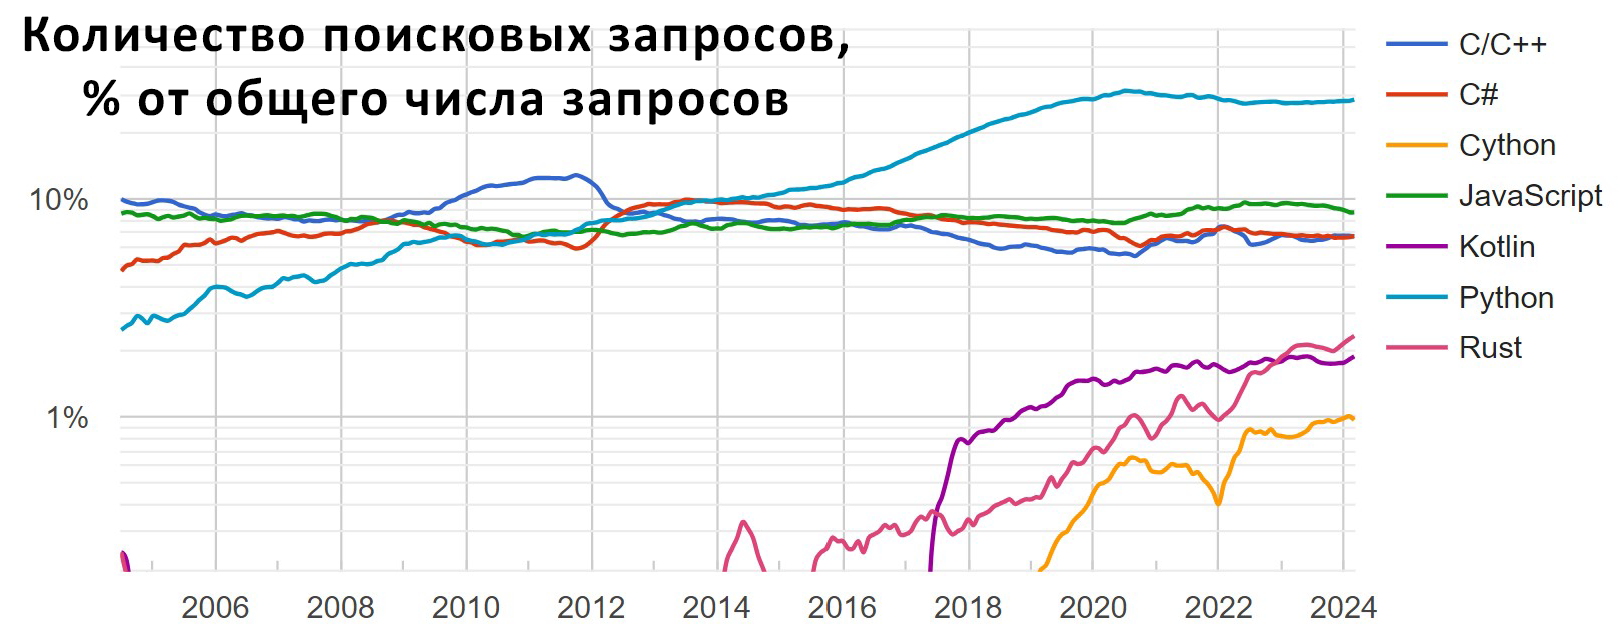 Количество поисковых запросов,
% от общего числа запросов
10%
1%
2006 2008 2010 2012 2014 2016 2018 2020 2022 2024
C/C++
C#
Cython
JavaScript
Kotlin
Python
Rust